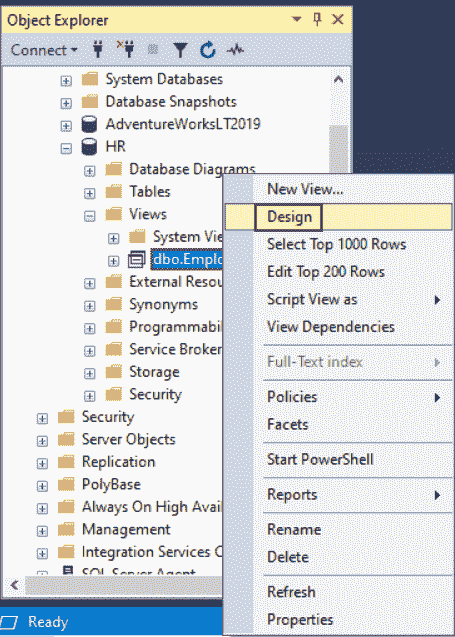 Object Explorer
Connect
System Databases
Database Snapshots
AdventureWorksLT2019
HR
Database Diagrams
Tables
Views
System Vie
dbo.Emplo
External Resou
Synonyms
Programmabil
Service Broker
Storage
Security
Security
Server Objects
Replication
PolyBase
Always On High Avail
Management
Integration Services C
SQL Server Agent
Ready
New View...
Design
Select Top 1000 Rows
Edit Top 200 Rows
Script View as
View Dependencies
Full-Text index
Policies
Facets
Start PowerShell
Reports
Rename
Delete
Refresh
Properties